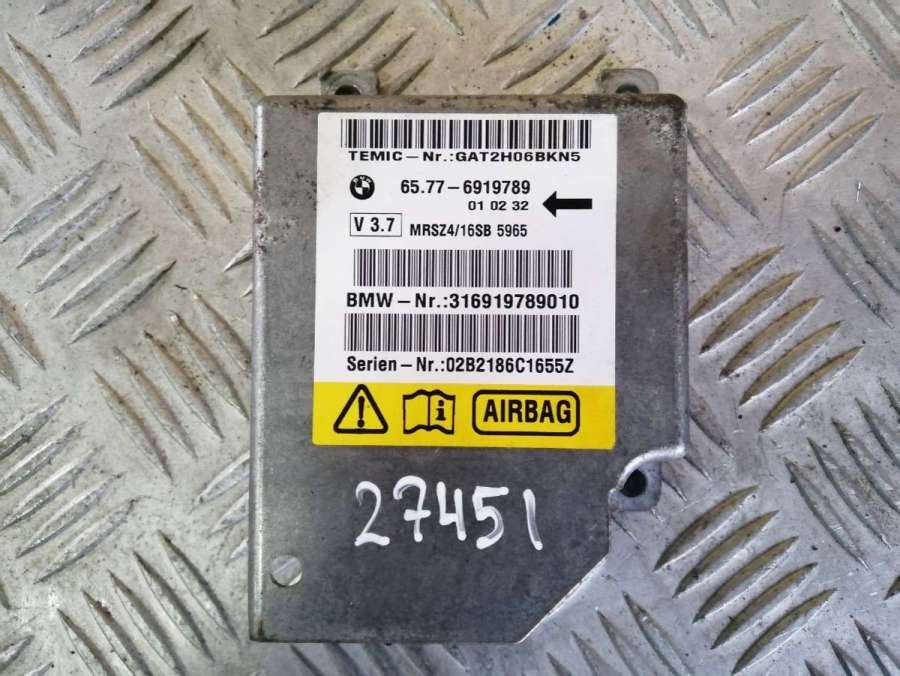 TEMIC-Nr.:GAT2H06BKN5
BMW
65.77-6919789
01 02 32
V 3.7 MRSZ4/16SB 5965
BMW-Nr.:316919789010
Serien-Nr.:02B2186C1655Z
AIRBAG
27451